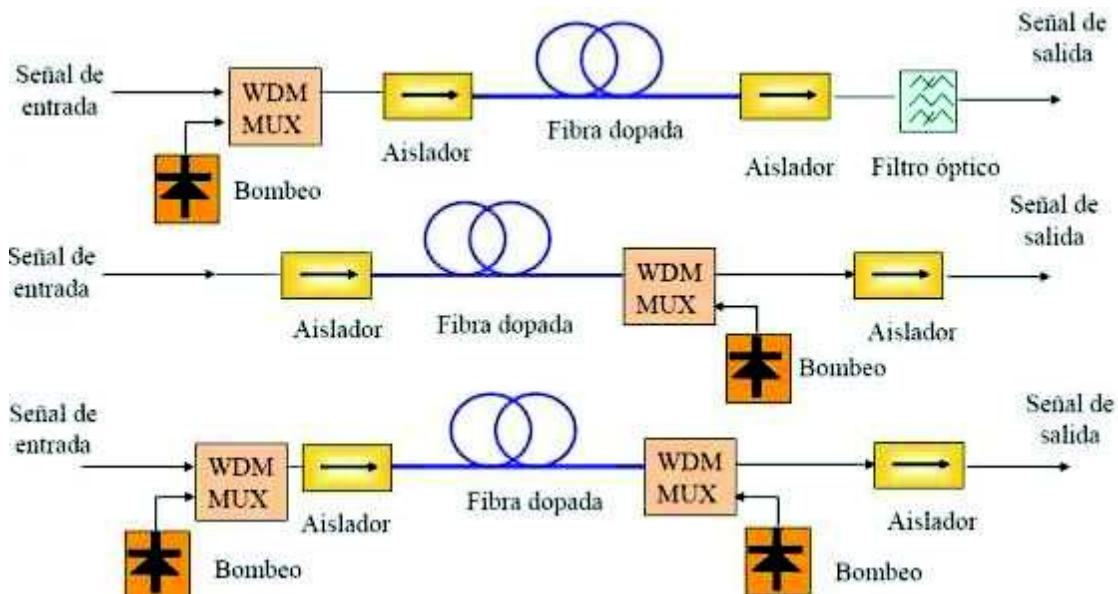 Señal de
entrada
WDM
MUX
Bombeo
Aislador
Fibra dopada
Aislador
Filtro óptico
Señal de
salida
Señal de
entrada
Aislador
Fibra dopada
WDM
MUX
Bombeo
Aislador
Señal de
salida
Señal de
entrada
WDM
MUX
Bombeo
Aislador
Fibra dopada
WDM
MUX
Bombeo
Aislador
Señal de
salida